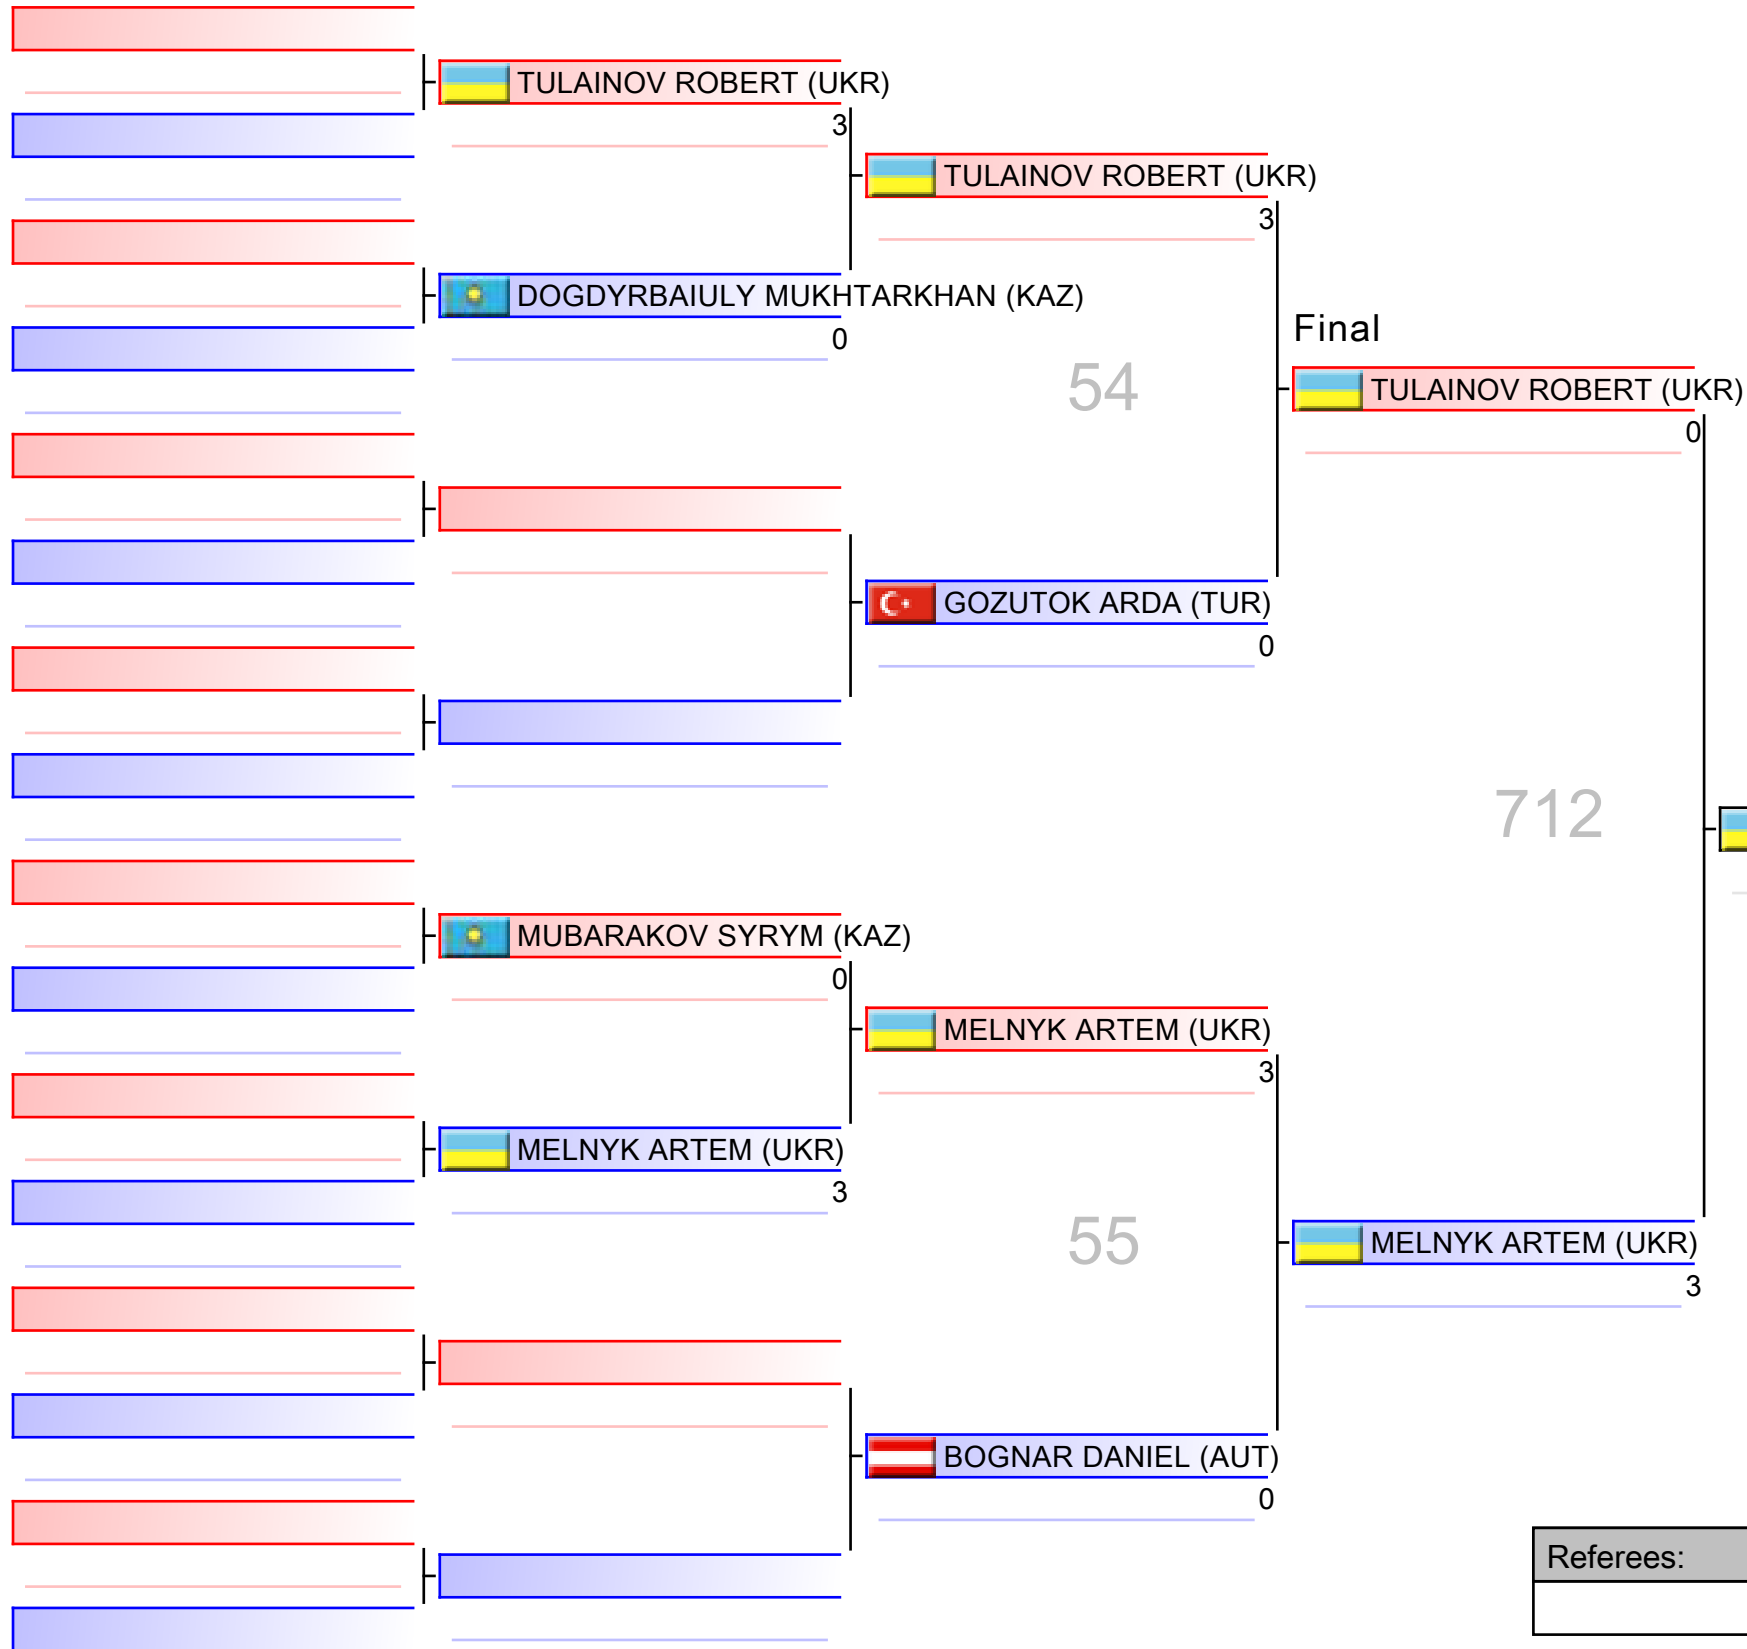 TULAINOV ROBERT (UKR)
3
TULAINOV ROBERT (UKR)
3
DOGDYRBAIULY MUKHTARKHAN (KAZ)
0
Final
54
TULAINOV ROBERT (UKR)
0
GOZUTOK ARDA (TUR)
0
712
MUBARAKOV SYRYM (KAZ)
0
MELNYK ARTEM (UKR)
3
MELNYK ARTEM (UKR)
3
55
MELNYK ARTEM (UKR)
3
BOGNAR DANIEL (AUT)
0
Referees: